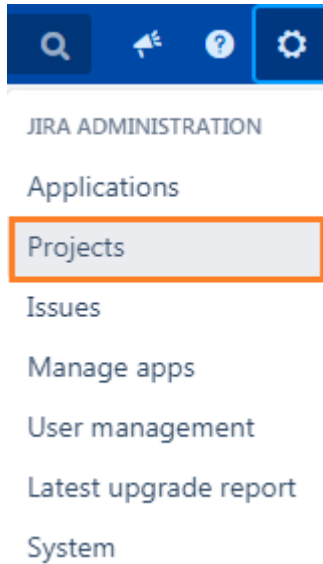 JIRA ADMINISTRATION
Applications
Projects
Issues
Manage apps
User management
Latest upgrade report
System